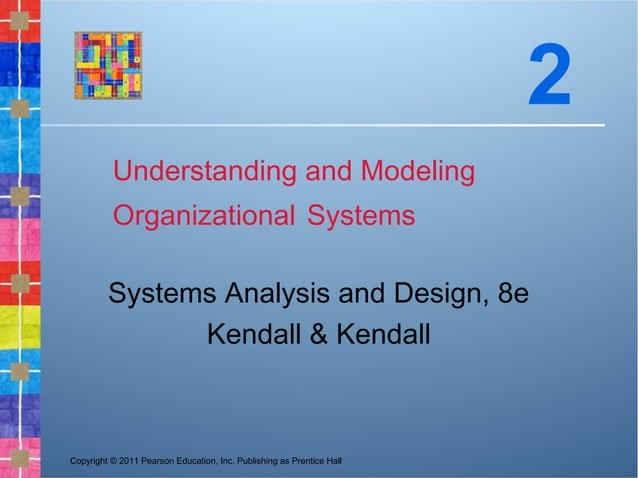 2
Understanding and Modeling
Organizational Systems
Systems Analysis and Design, 8e
Kendall & Kendall
Copyright © 2011 Pearson Education, Inc. Publishing as Prentice Hall